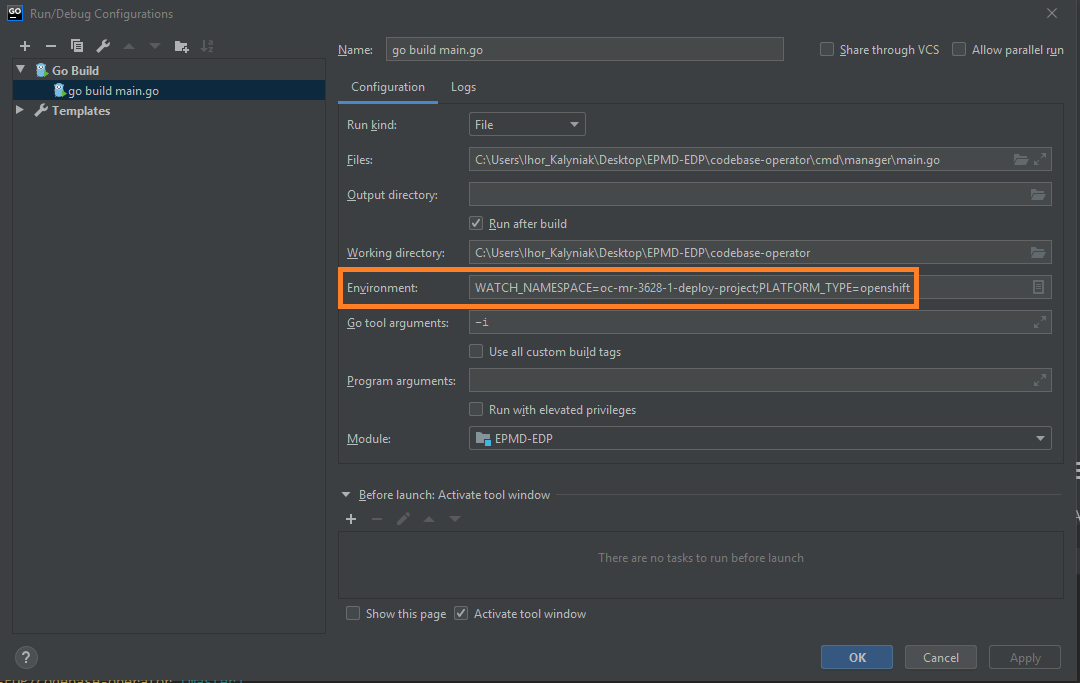 GO Run/Debug Configurations
Name: go build main.go Share through VCS Allow parallel run
Go Build
go build main.go
Templates
Configuration Logs
Run kind: File
Files: C:\Users\Ihor_Kalyniak\Desktop\EPMD-EDP\codebase-operator\cmd\manager\main.go
Output directory:
Run after build
Working directory: C:\Users\Ihor_Kalyniak\Desktop\EPMD-EDP\codebase-operator
Environment: WATCH_NAMESPACE=oc-mr-3628-1-deploy-project;PLATFORM_TYPE=openshift
Go tool arguments: -i
Use all custom build tags
Program arguments:
Run with elevated privileges
Module: EPMD-EDP
Before launch: Activate tool window
There are no tasks to run before launch
Show this page Activate tool window
? OK Cancel Apply